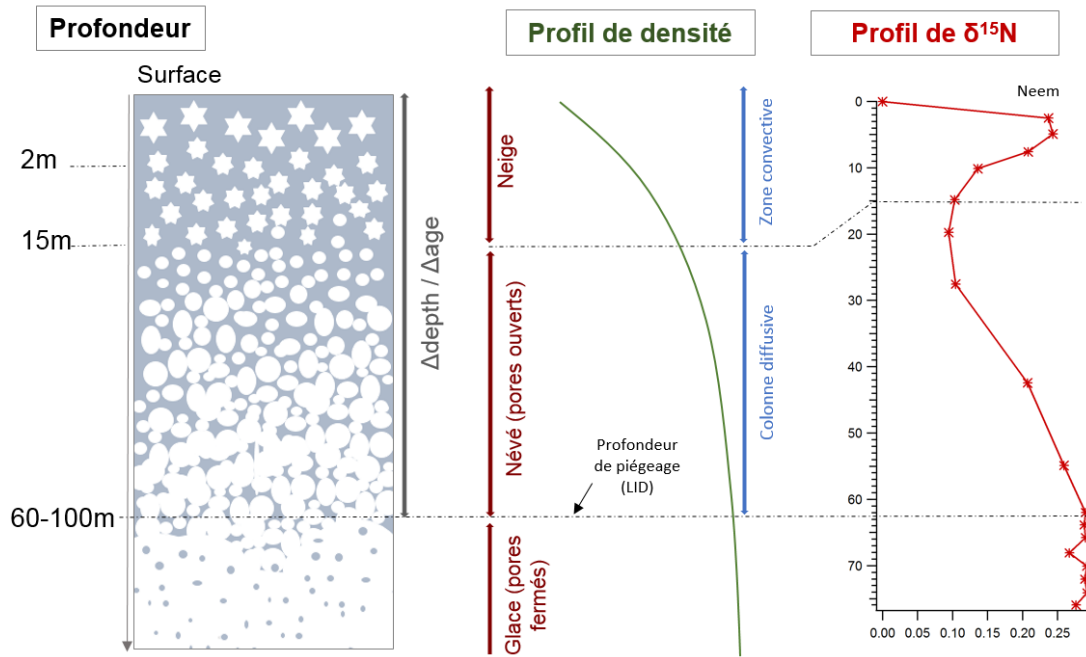 Profondeur
Profil de densité
Profil de δ¹⁵N
Surface
Neem
2m
15m
60-100m
Δdepth / Δage
Neige
Névé (pores ouverts)
Glace (pores
fermés)
Zone convective
Colonne diffusive
Profondeur
de piégeage
(LID)
0
10
20
30
40
50
60
70
0.00
0.05
0.10
0.15
0.20
0.25